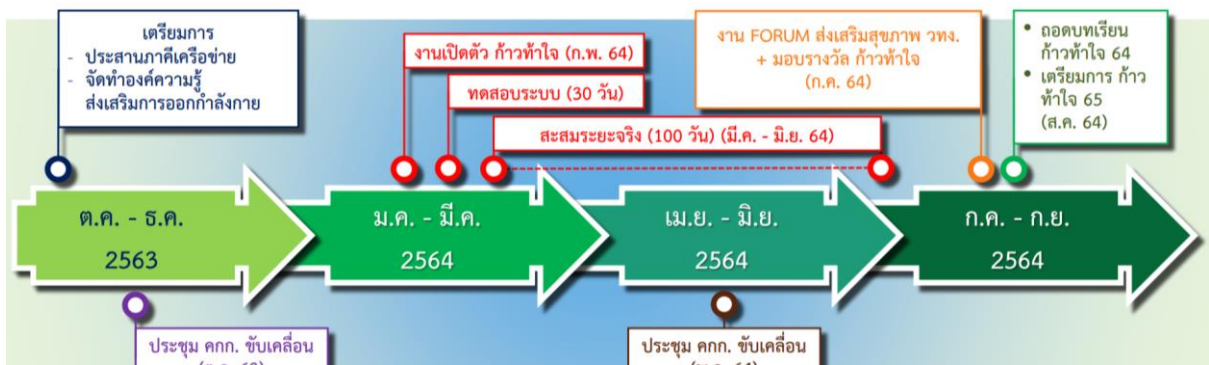 เตรียมการ
- ประสานภาคีเครือข่าย
- จัดทำองค์ความรู้
ส่งเสริมการออกกำลังกาย
งานเปิดตัว ก้าวท้าใจ (ก.พ. 64)
ทดสอบระบบ (30 วัน)
สะสมระยะจริง (100 วัน) (มี.ค. - มิ.ย. 64)
งาน FORUM ส่งเสริมสุขภาพ วทง.
+ มอบรางวัล ก้าวท้าใจ
(ก.ค. 64)
• ถอดบทเรียน
ก้าวท้าใจ 64
• เตรียมการ ก้าว
ท้าใจ 65
(ส.ค. 64)
ต.ค. - ธ.ค.
2563
ม.ค. - มี.ค.
2564
เม.ย. - มิ.ย.
2564
ก.ค. - ก.ย.
2564
ประชุม คกก. ขับเคลื่อน
ประชุม คกก. ขับเคลื่อน